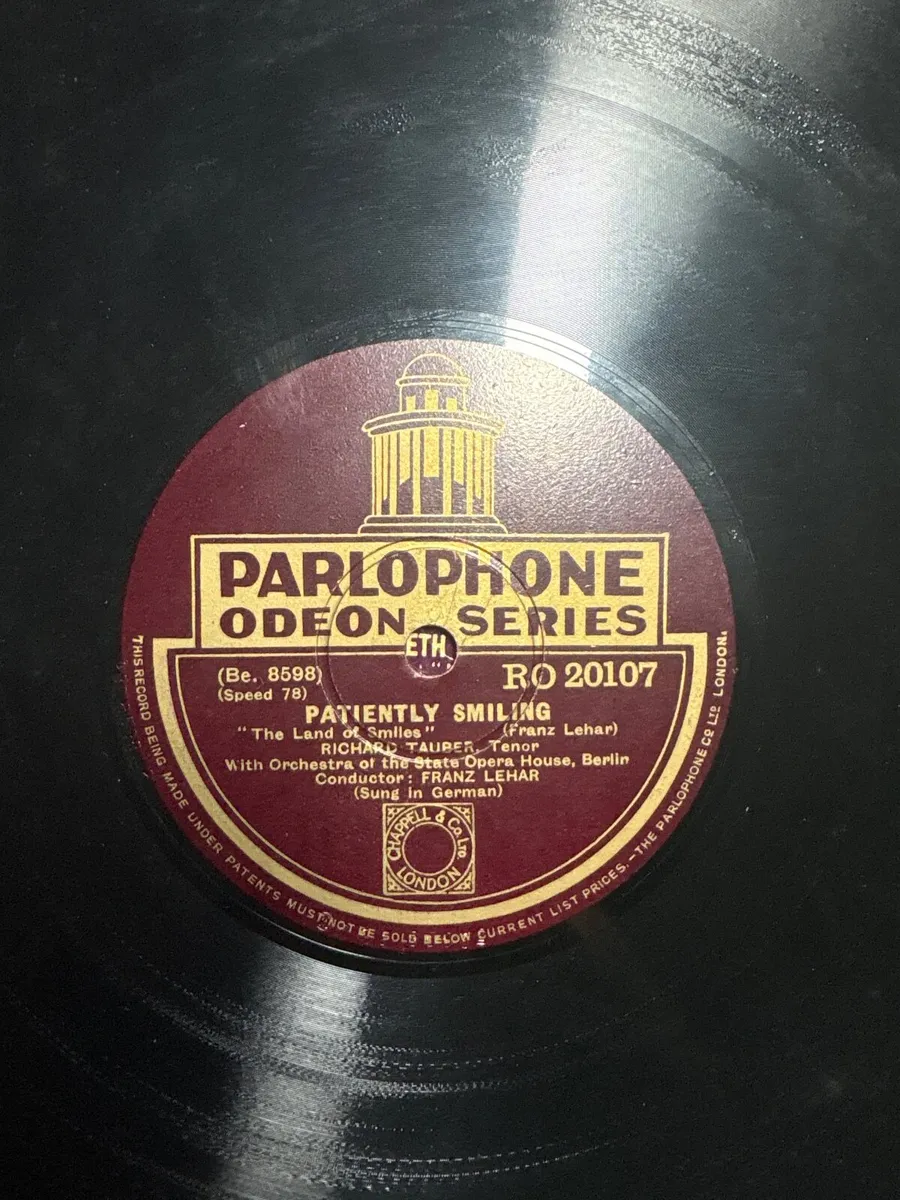 PARLOPHONE
ODEON SERIES
ETH
(Be. 8598) RO 20107
(Speed 78)
PATIENTLY SMILING
"The Land of Smiles" (Franz Lehar)
RICHARD TAUBER, Tenor
With Orchestra of the State Opera House, Berlin
Conductor: FRANZ LEHAR
(Sung in German)
CHAPPELL & Co LTD
LONDON
THIS RECORD BEING MADE UNDER PATENTS MUST NOT BE SOLD BELOW CURRENT LIST PRICES.—THE PARLOPHONE Co LTD LONDON.